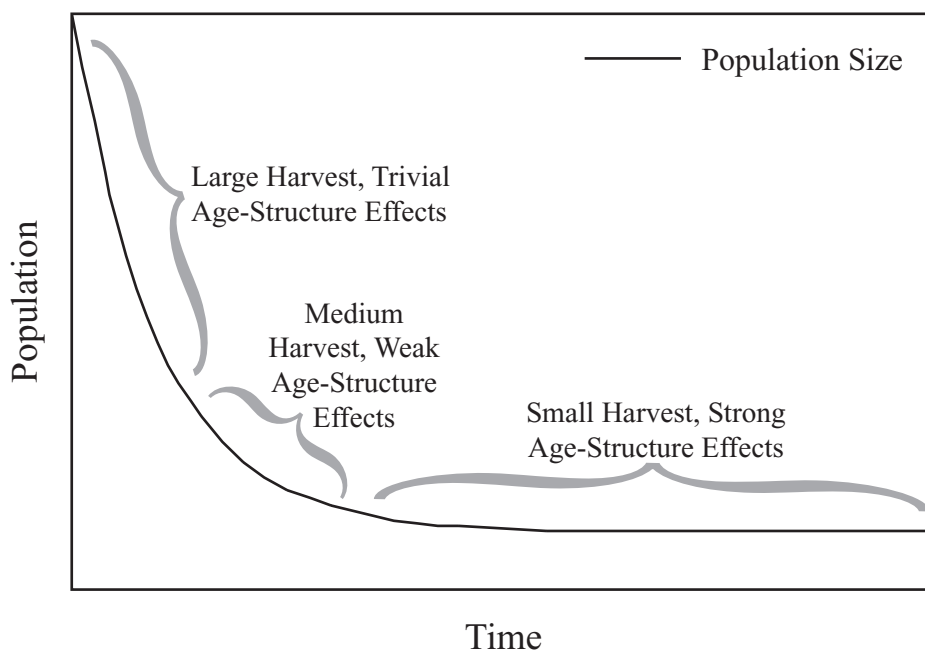 Population Size
Large Harvest, Trivial
Age-Structure Effects
Medium
Harvest, Weak
Age-Structure
Effects
Small Harvest, Strong
Age-Structure Effects
Population
Time